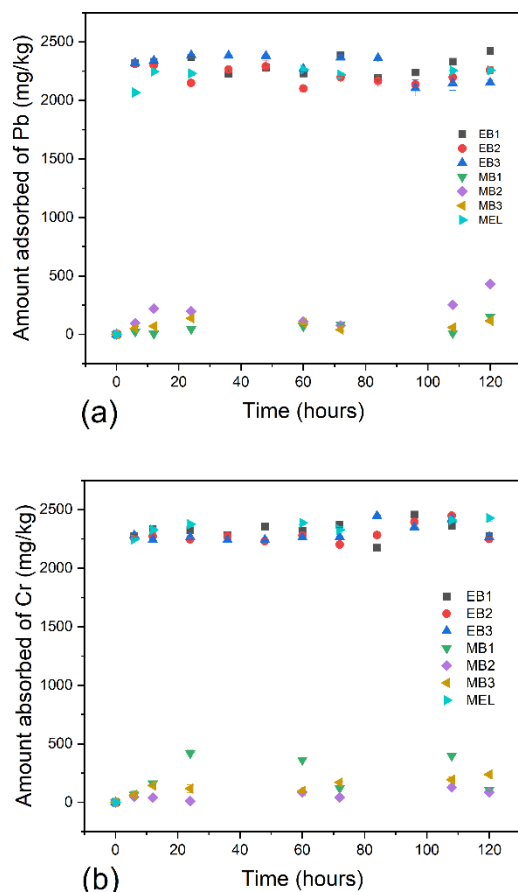 Amount adsorbed of Pb (mg/kg)
2500
2000
1500
1000
500
0
EB1
EB2
EB3
MB1
MB2
MB3
MEL
0 20 40 60 80 100 120
Time (hours)
(a)
Amount absorbed of Cr (mg/kg)
2500
2000
1500
1000
500
0
EB1
EB2
EB3
MB1
MB2
MB3
MEL
0 20 40 60 80 100 120
Time (hours)
(b)